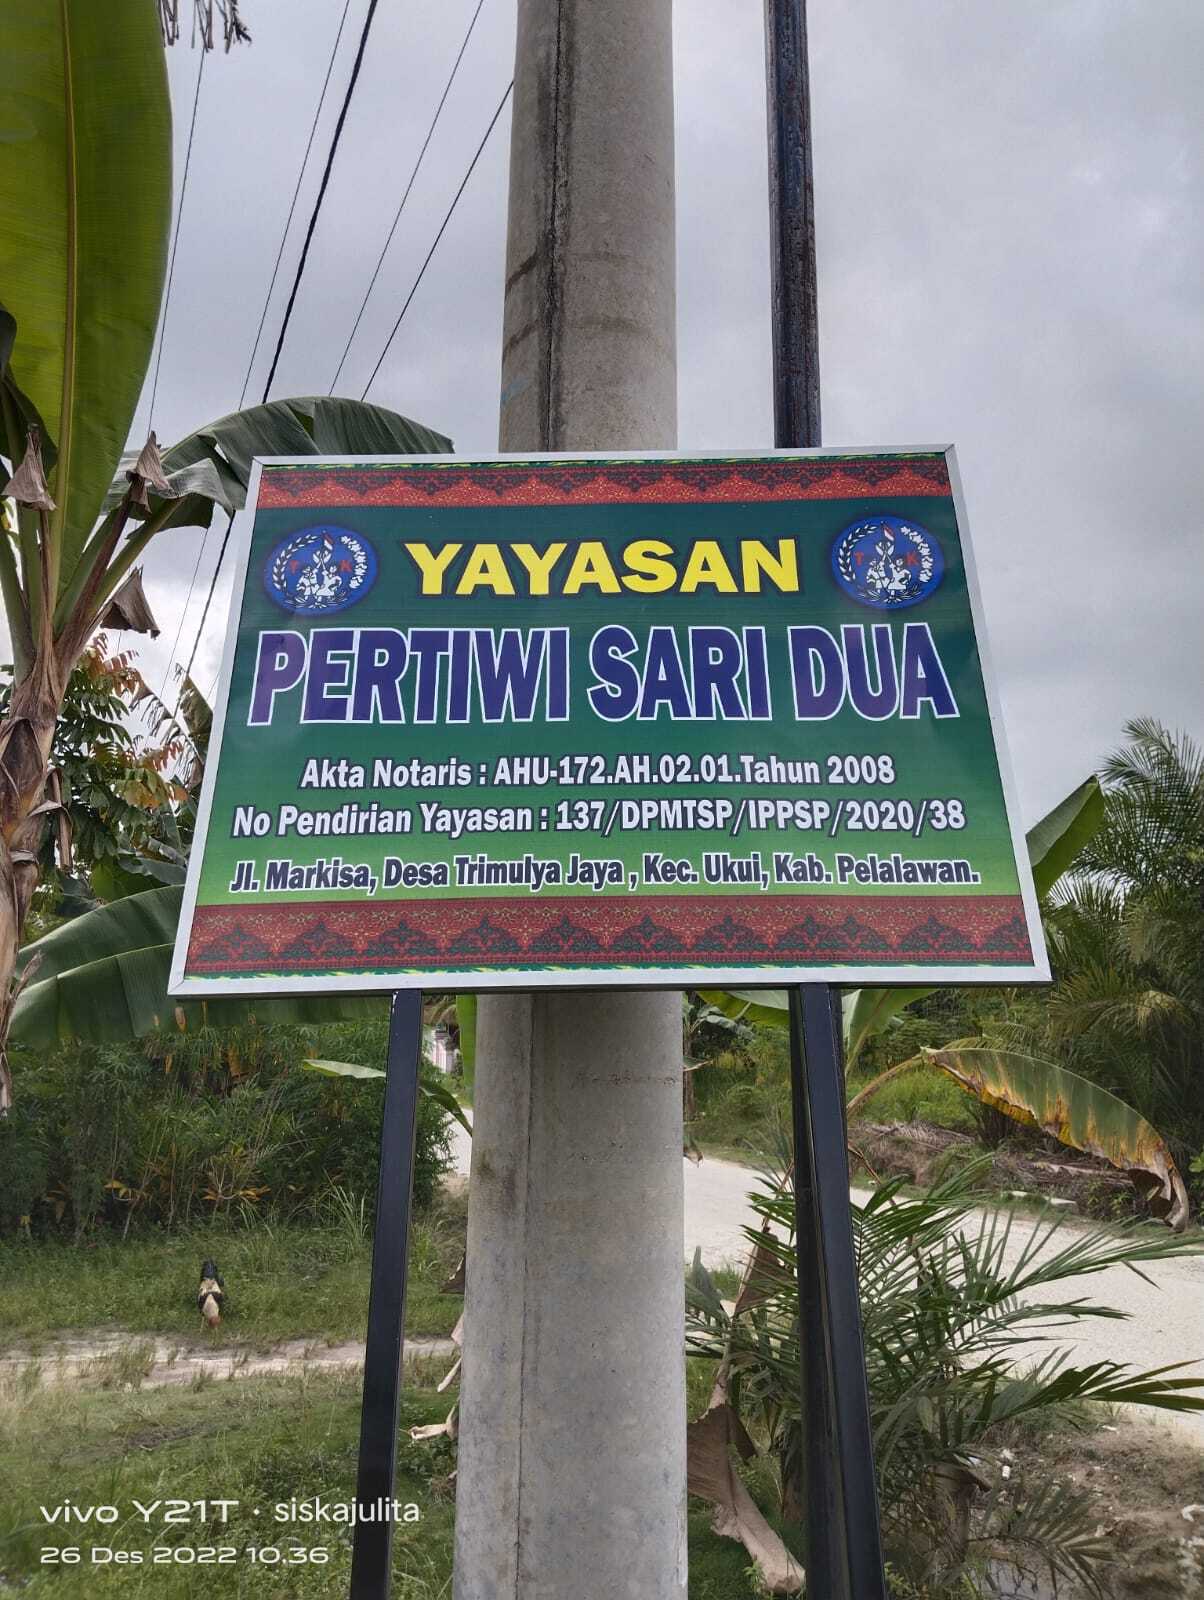 YAYASAN
T K
T K
PERTIWI SARI DUA
Akta Notaris : AHU-172.AH.02.01.Tahun 2008
No Pendirian Yayasan : 137/DPMTSP/IPPSP/2020/38
Jl. Markisa, Desa Trimulya Jaya , Kec. Ukui, Kab. Pelalawan.
vivo Y21T · siskajulita
26 Des 2022 10.36